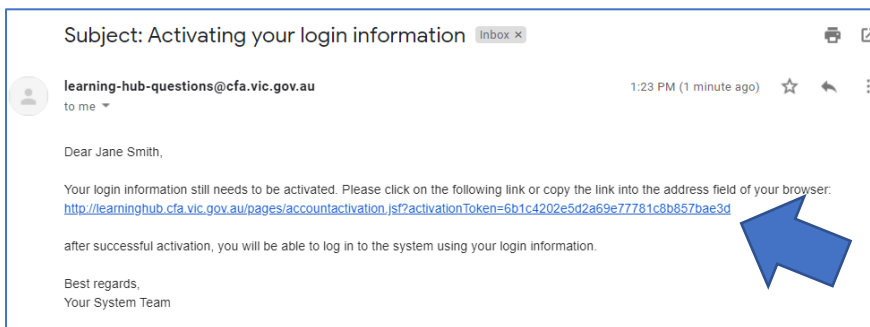 Subject: Activating your login information Inbox ×
learning-hub-questions@cfa.vic.gov.au 1:23 PM (1 minute ago)
to me
Dear Jane Smith,
Your login information still needs to be activated. Please click on the following link or copy the link into the address field of your browser:
http://learninghub.cfa.vic.gov.au/pages/accountactivation.jsf?activationToken=6b1c4202e5d2a69e77781c8b857bae3d
after successful activation, you will be able to log in to the system using your login information.
Best regards,
Your System Team